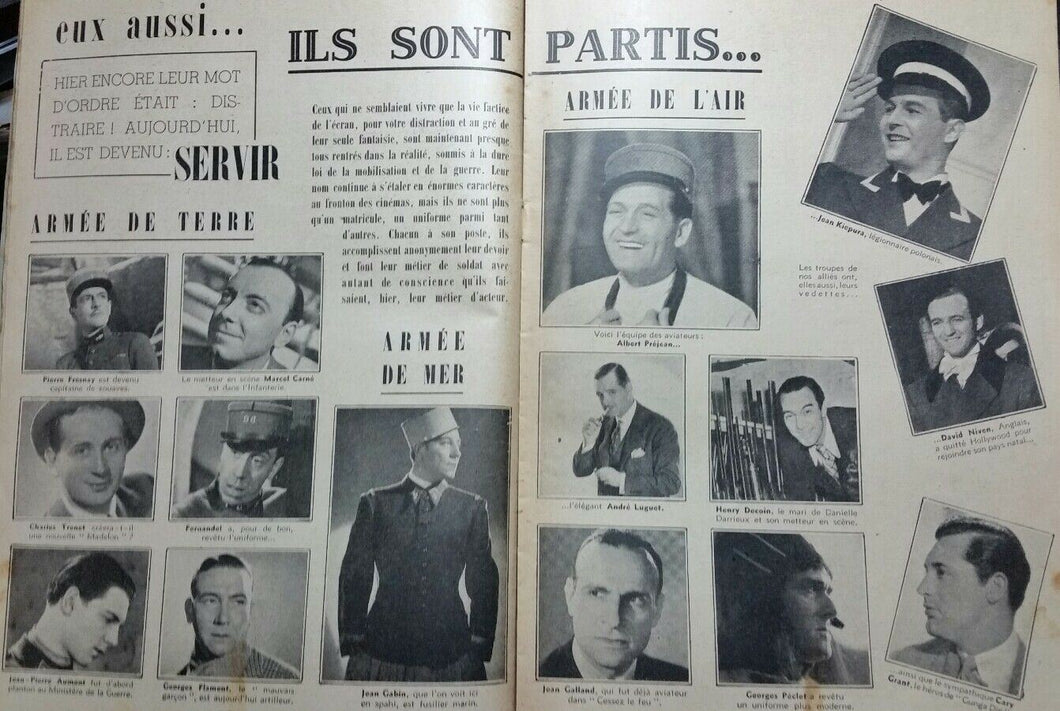 eux aussi...
ILS SONT PARTIS...
HIER ENCORE LEUR MOT
D'ORDRE ÉTAIT : DIS-
TRAIRE ! AUJOURD'HUI,
IL EST DEVENU : SERVIR
Ceux qui ne semblaient vivre que la vie factice
de l'écran, pour votre distraction et au gré de
leur seule fantaisie, sont maintenant presque
tous rentrés dans la réalité, soumis à la dure
loi de la mobilisation et de la guerre. Leur
nom continue à s'étaler en énormes caractères
au fronton des cinémas, mais ils ne sont plus
qu'un matricule, un uniforme parmi tant
d'autres. Chacun à son poste, ils
accomplissent anonymement leur devoir
et font leur métier de soldat avec
autant de conscience qu'ils fai-
saient, hier, leur métier d'acteur.
ARMÉE DE TERRE
Pierre Fresnay est devenu
capitaine de zouaves.
Le metteur en scène Marcel Carné
est dans l'Infanterie.
Charles Trenet créera-t-il
une nouvelle "Madelon" ?
Fernandel a, pour de bon,
revêtu l'uniforme...
Jean-Pierre Aumont fut d'abord
planton au Ministère de la Guerre.
Georges Flament, le "mauvais
garçon", est aujourd'hui artilleur.
ARMÉE
DE MER
Jean Gabin, que l'on voit ici
en spahi, est fusilier marin.
ARMÉE DE L'AIR
Voici l'équipe des aviateurs :
Albert Préjean...
...l'élégant André Luguet.
Henry Decoin, le mari de Danielle
Darrieux et son metteur en scène.
Jean Galland, qui fut déjà aviateur
dans "Cessez le feu".
Georges Péclet a revêtu
un uniforme plus moderne.
...Jean Kiepura, légionnaire polonais.
Les troupes de
nos alliés ont,
elles aussi, leurs
vedettes...
...David Niven, Anglais,
a quitté Hollywood pour
rejoindre son pays natal...
...ainsi que le sympathique Cary
Grant, le héros de "Gunga Din"